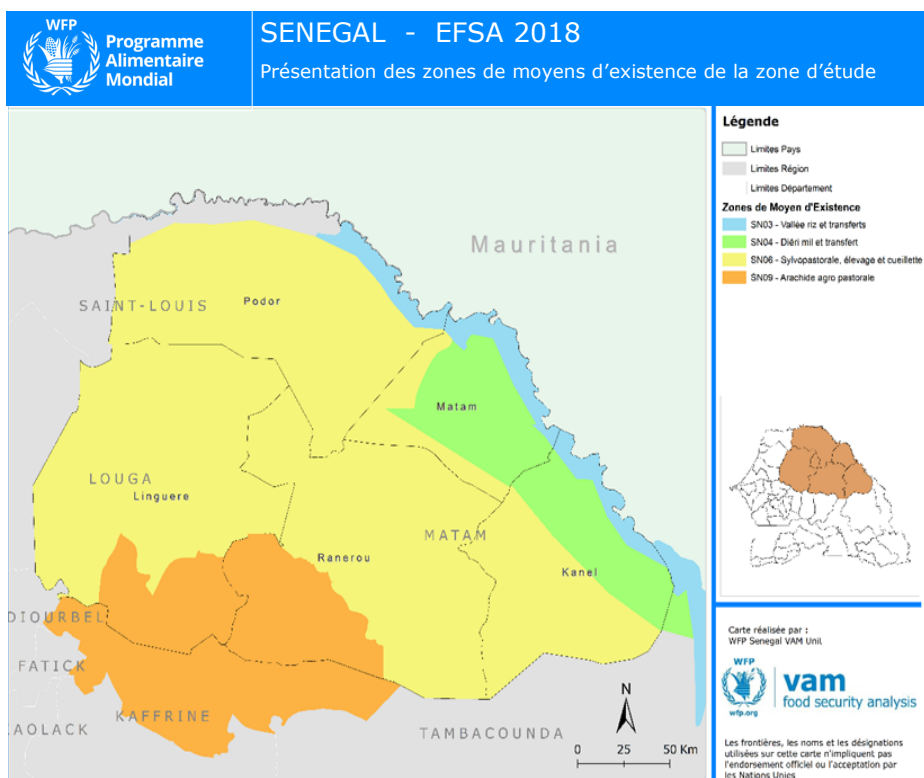 WFP
Programme
Alimentaire
Mondial
SENEGAL - EFSA 2018
Présentation des zones de moyens d’existence de la zone d’étude
Légende
Limites Pays
Limites Région
Limites Département
Zones de Moyen d'Existence
SN03 - Vallée riz et transferts
SN04 - Diéri mil et transfert
SN06 - Sylvopastorale, élevage et cueillette
SN09 - Arachide agro pastorale
Mauritania
SAINT-LOUIS
Podor
Matam
LOUGA
Linguere
MATAM
Ranerou
Kanel
DIOURBEL
FATICK
KAFFRINE
AOLACK
TAMBACOUNDA
N
0 25 50 Km
Carte réalisée par :
WFP Senegal VAM Unit
WFP
wfp.org
vam
food security analysis
Les frontières, les noms et les désignations
utilisées sur cette carte n'impliquent pas
l'endorsement officiel ou l'acceptation par
les Nations Unies